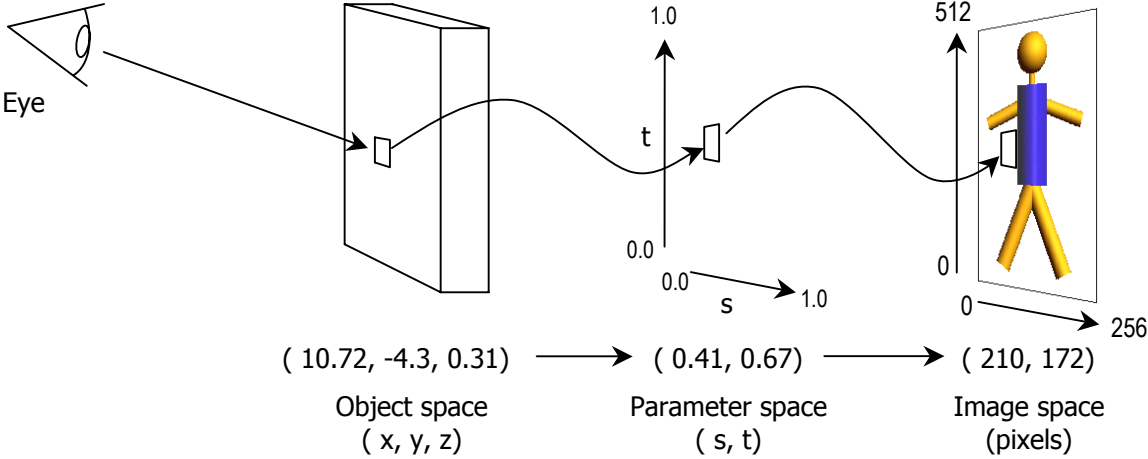 Eye
1.0
t
0.0
0.0
s
1.0
512
0
0
256
( 10.72, -4.3, 0.31)
( 0.41, 0.67)
( 210, 172)
Object space
( x, y, z)
Parameter space
( s, t)
Image space
(pixels)